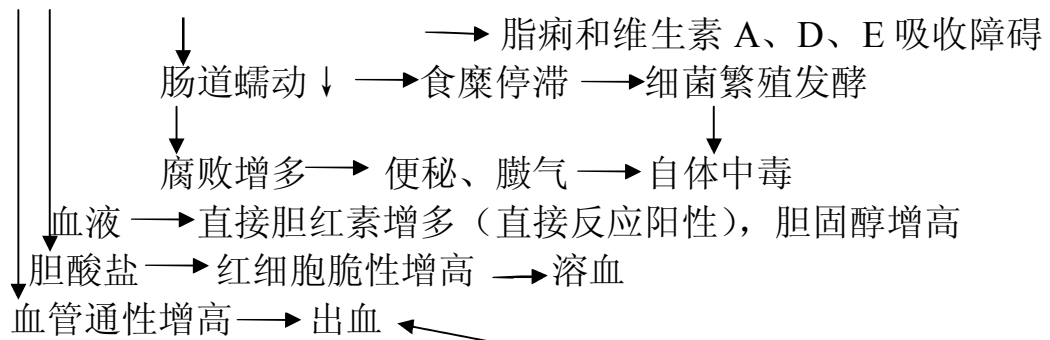 → 脂痢和维生素 A、D、E 吸收障碍
肠道蠕动↓ → 食糜停滞 → 细菌繁殖发酵
腐败增多 → 便秘、臌气 → 自体中毒
血液 → 直接胆红素增多（直接反应阳性），胆固醇增高
胆酸盐 → 红细胞脆性增高 → 溶血
血管通性增高 → 出血